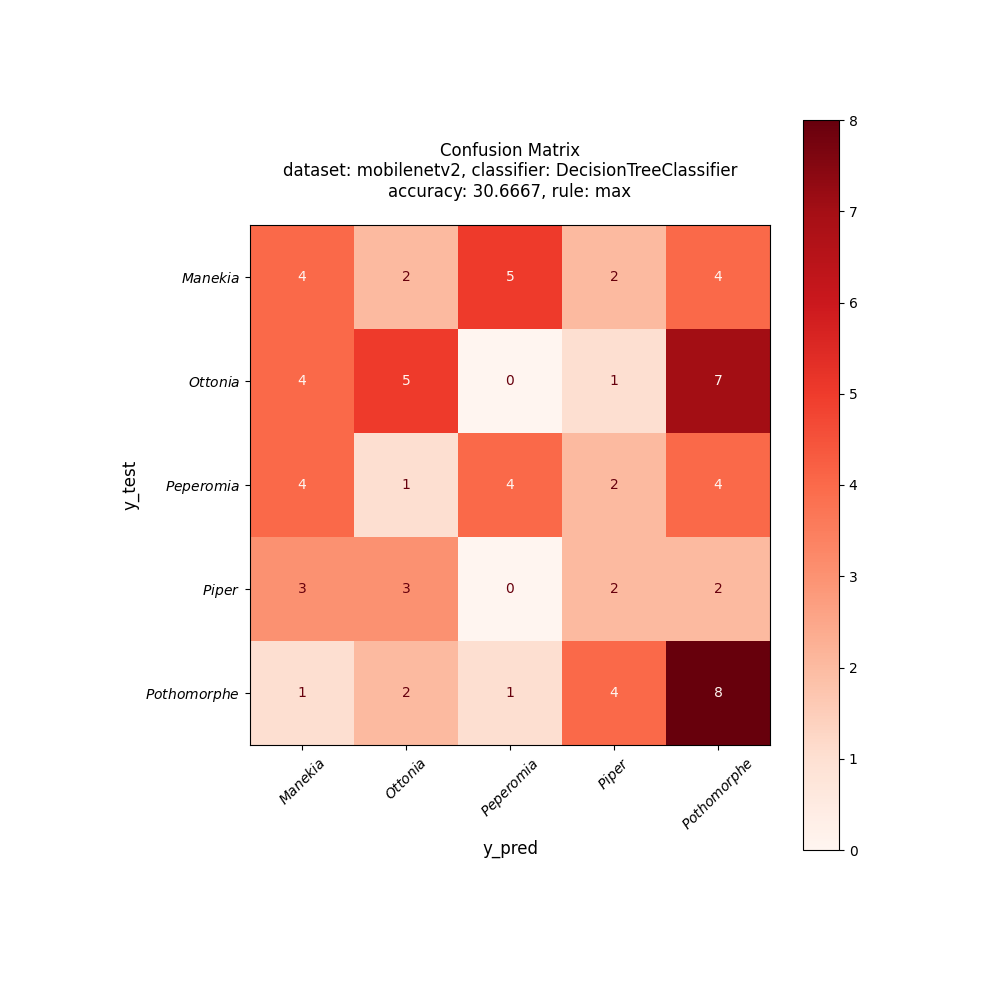 Confusion Matrix
dataset: mobilenetv2, classifier: DecisionTreeClassifier
accuracy: 30.6667, rule: max
y_test
Manekia 4 2 5 2 4
Ottonia 4 5 0 1 7
Peperomia 4 1 4 2 4
Piper 3 3 0 2 2
Pothomorphe 1 2 1 4 8
Manekia Ottonia Peperomia Piper Pothomorphe
y_pred
8
7
6
5
4
3
2
1
0